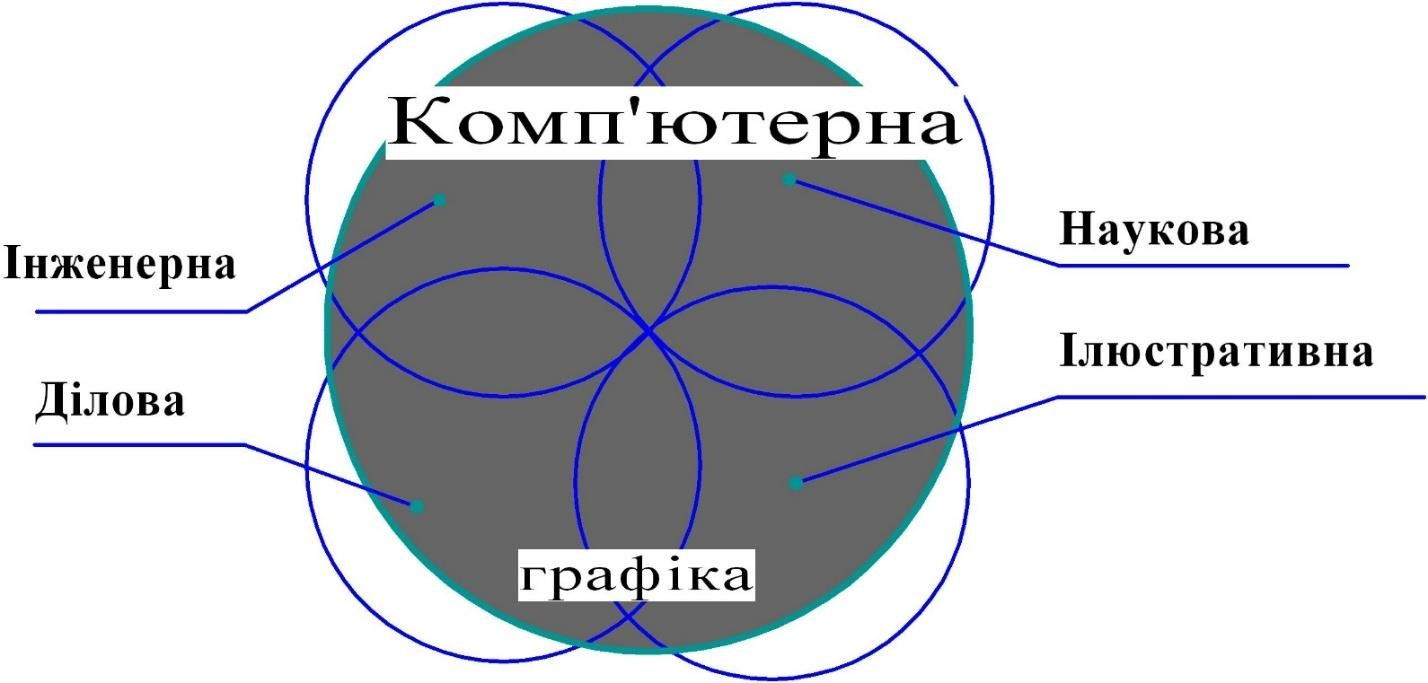 Комп'ютерна
Наукова
Інженерна
Ілюстративна
Ділова
графіка